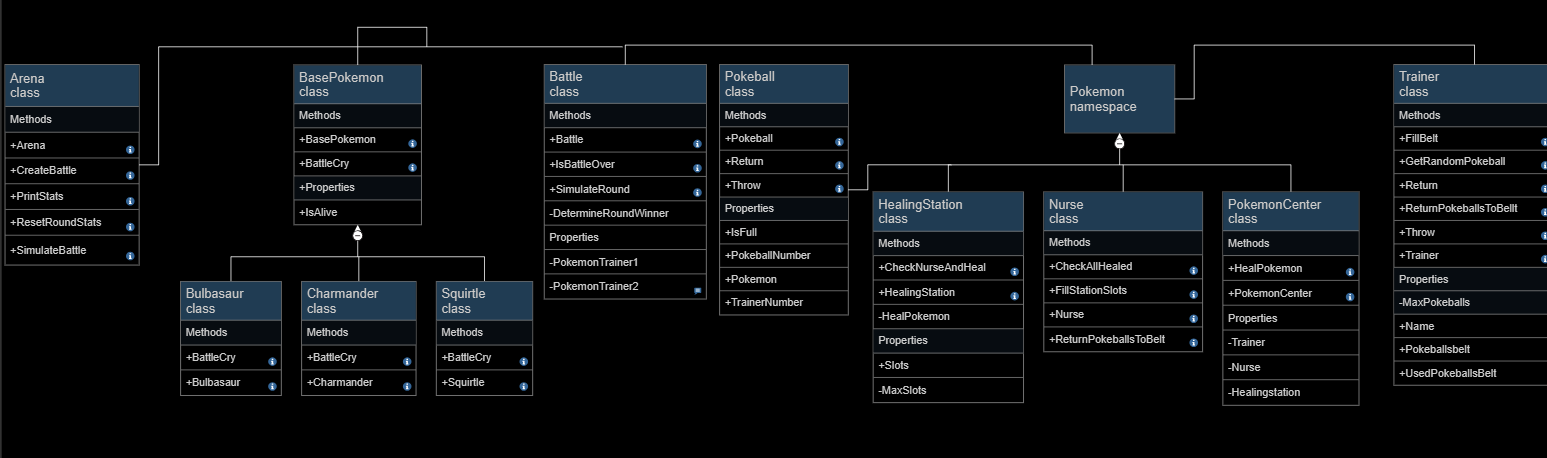 Arena
class
Methods
+Arena
+CreateBattle
+PrintStats
+ResetRoundStats
+SimulateBattle
BasePokemon
class
Methods
+BasePokemon
+BattleCry
+Properties
+IsAlive
Bulbasaur
class
Methods
+BattleCry
+Bulbasaur
Charmander
class
Methods
+BattleCry
+Charmander
Squirtle
class
Methods
+BattleCry
+Squirtle
Battle
class
Methods
+Battle
+IsBattleOver
+SimulateRound
-DetermineRoundWinner
Properties
-PokemonTrainer1
-PokemonTrainer2
Pokeball
class
Methods
+Pokeball
+Return
+Throw
Properties
+IsFull
+PokeballNumber
+Pokemon
+TrainerNumber
Pokemon
namespace
HealingStation
class
Methods
+CheckNurseAndHeal
+HealingStation
-HealPokemon
Properties
+Slots
-MaxSlots
Nurse
class
Methods
+CheckAllHealed
+FillStationSlots
+Nurse
+ReturnPokeballsToBelt
PokemonCenter
class
Methods
+HealPokemon
+PokemonCenter
Properties
-Trainer
-Nurse
-Healingstation
Trainer
class
Methods
+FillBelt
+GetRandomPokeball
+Return
+ReturnPokeballsToBellt
+Throw
+Trainer
Properties
-MaxPokeballs
+Name
+Pokeballsbelt
+UsedPokeballsBelt